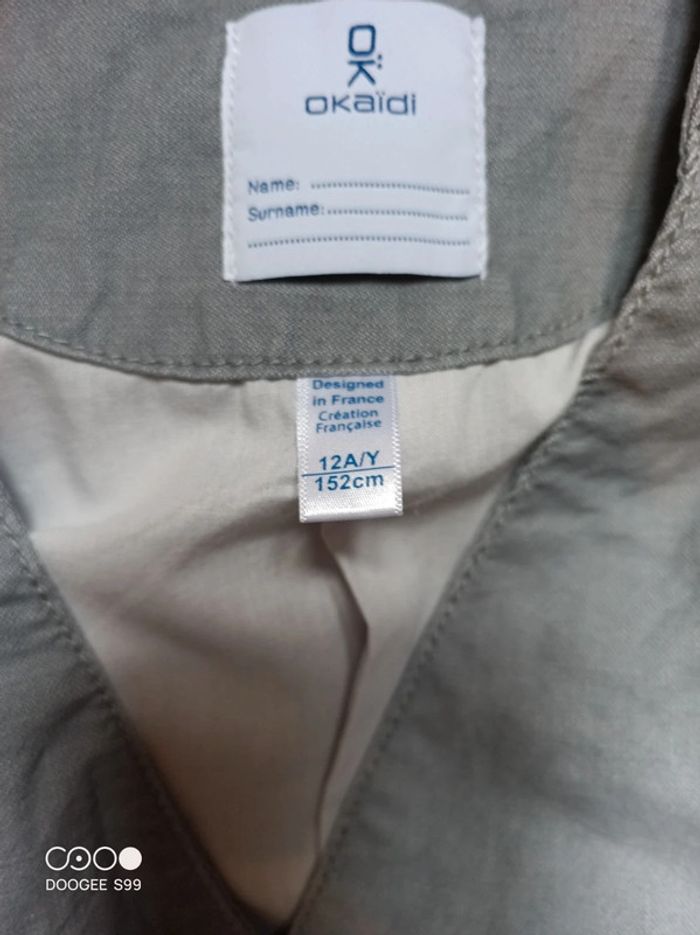 OK
OKaïdi
Name:
Surname:
Designed
in France
Création
Française
12A/Y
152cm
DOOGEE S99